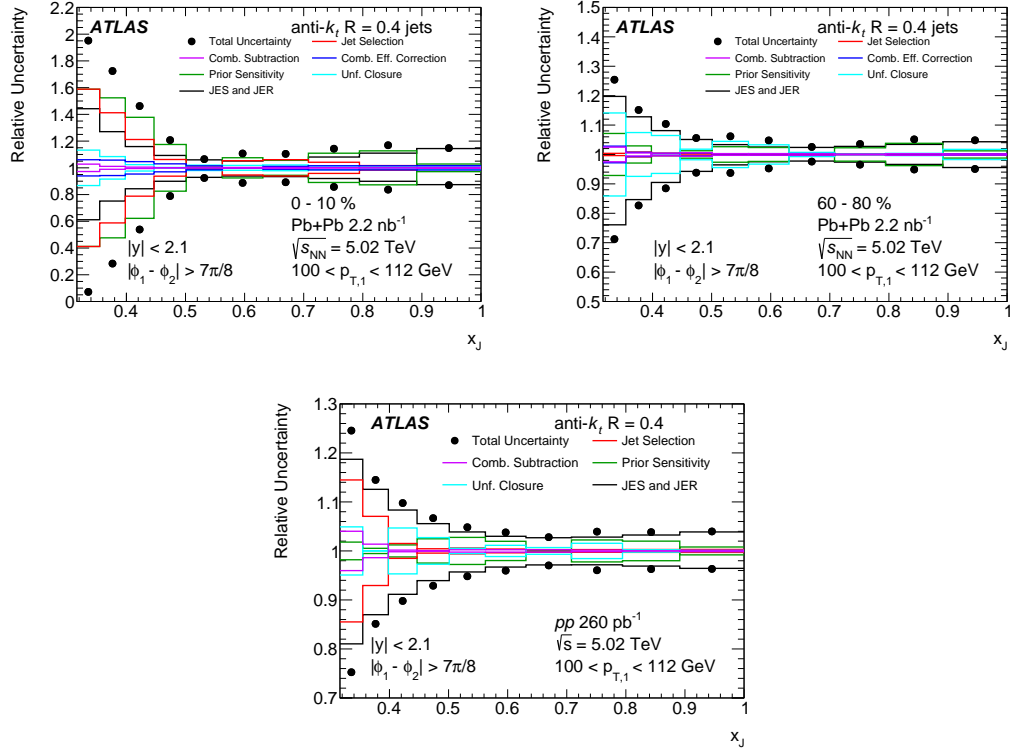 ATLAS anti-k_t R = 0.4 jets
Total Uncertainty Jet Selection
Comb. Subtraction Comb. Eff. Correction
Prior Sensitivity Unf. Closure
JES and JER
Relative Uncertainty
2.2
2
1.8
1.6
1.4
1.2
1
0.8
0.6
0.4
0.2
0
0 - 10 %
Pb+Pb 2.2 nb⁻¹
|y| < 2.1 √s_NN = 5.02 TeV
|ϕ₁ - ϕ₂| > 7π/8 100 < p_T,1 < 112 GeV
0.4 0.5 0.6 0.7 0.8 0.9 1
x_J
ATLAS anti-k_t R = 0.4 jets
Total Uncertainty Jet Selection
Comb. Subtraction Comb. Eff. Correction
Prior Sensitivity Unf. Closure
JES and JER
Relative Uncertainty
1.5
1.4
1.3
1.2
1.1
1.0
0.9
0.8
0.7
0.6
0.5
60 - 80 %
Pb+Pb 2.2 nb⁻¹
|y| < 2.1 √s_NN = 5.02 TeV
|ϕ₁ - ϕ₂| > 7π/8 100 < p_T,1 < 112 GeV
0.4 0.5 0.6 0.7 0.8 0.9 1
x_J
ATLAS anti-k_t R = 0.4
Total Uncertainty Jet Selection
Comb. Subtraction Prior Sensitivity
Unf. Closure JES and JER
Relative Uncertainty
1.3
1.2
1.1
1.0
0.9
0.8
0.7
pp 260 pb⁻¹
|y| < 2.1 √s = 5.02 TeV
|ϕ₁ - ϕ₂| > 7π/8 100 < p_T,1 < 112 GeV
0.4 0.5 0.6 0.7 0.8 0.9 1
x_J